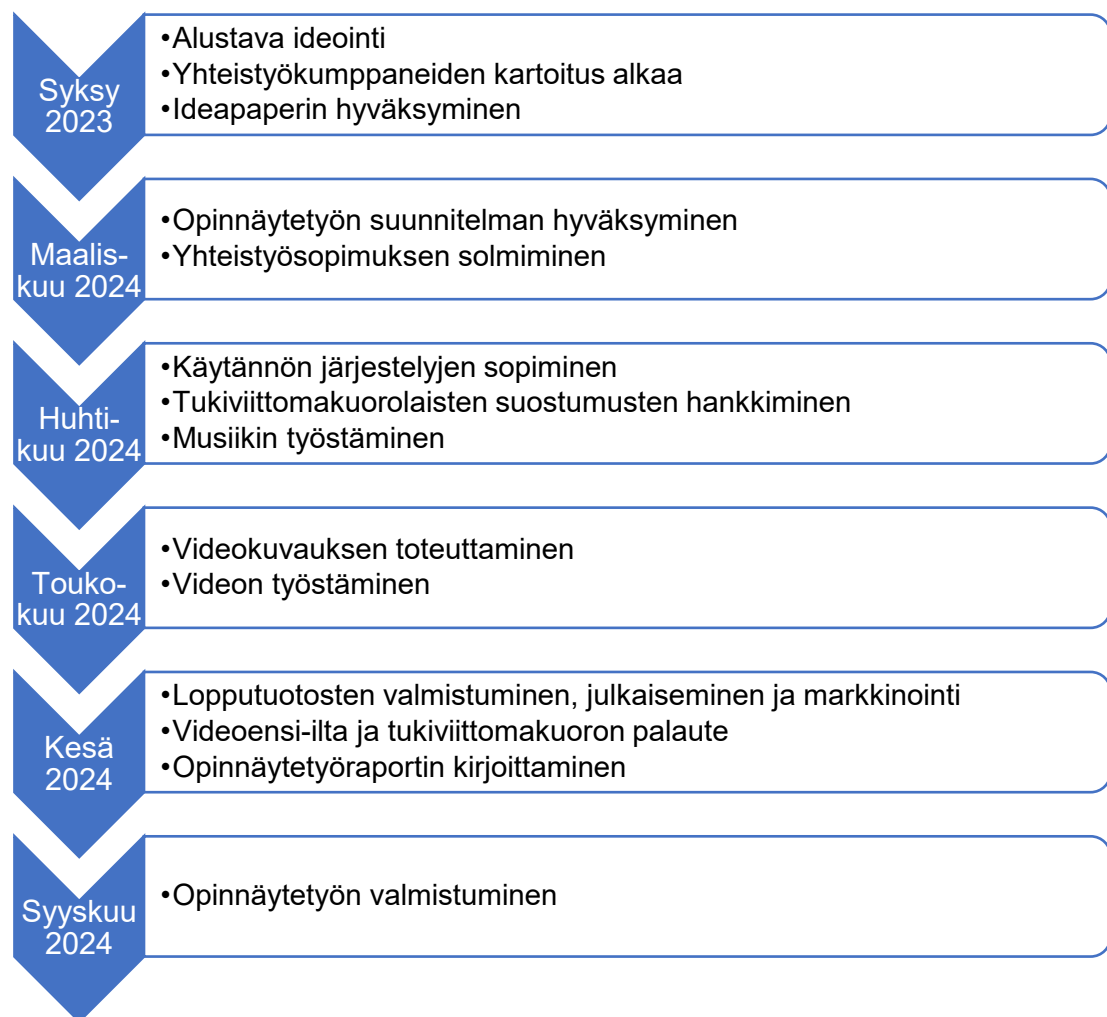 Syksy
2023
•Alustava ideointi
•Yhteistyökumppaneiden kartoitus alkaa
•Ideapaperin hyväksyminen
Maalis-
kuu 2024
•Opinnäytetyön suunnitelman hyväksyminen
•Yhteistyösopimuksen solmiminen
Huhti-
kuu 2024
•Käytännön järjestelyjen sopiminen
•Tukiviittomakuorolaisten suostumusten hankkiminen
•Musiikin työstäminen
Touko-
kuu 2024
•Videokuvauksen toteuttaminen
•Videon työstäminen
Kesä
2024
•Lopputuotosten valmistuminen, julkaiseminen ja markkinointi
•Videoensi-ilta ja tukiviittomakuoron palaute
•Opinnäytetyöraportin kirjoittaminen
Syyskuu
2024
•Opinnäytetyön valmistuminen